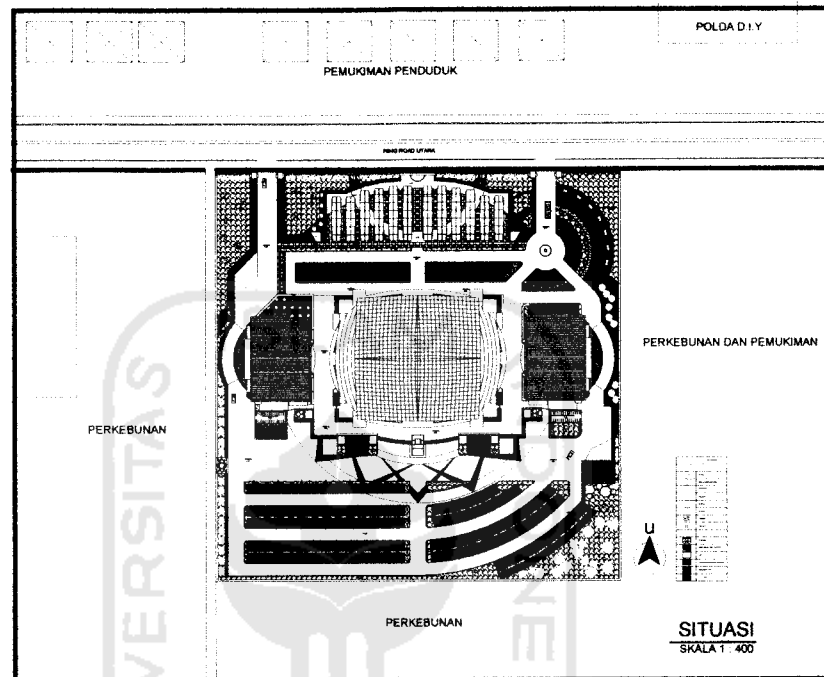 POLDA D.I.Y
PEMUKIMAN PENDUDUK
RING ROAD UTARA
PERKEBUNAN DAN PEMUKIMAN
PERKEBUNAN
U
PERKEBUNAN
SITUASI
SKALA 1 : 400